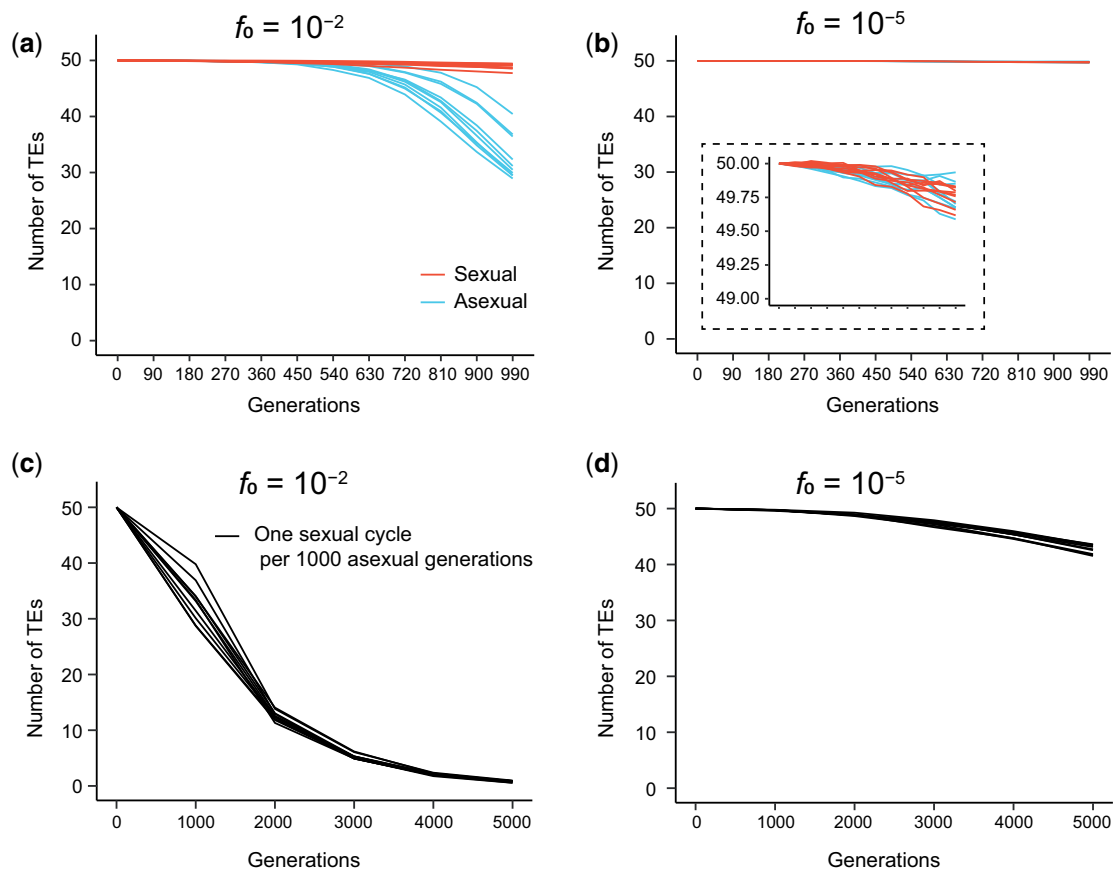 (a)
f₀ = 10⁻²
Number of TEs
50
40
30
20
10
0
Sexual
Asexual
0 90 180 270 360 450 540 630 720 810 900 990
Generations
(b)
f₀ = 10⁻⁵
Number of TEs
50
40
30
20
10
0
50.00
49.75
49.50
49.25
49.00
0 90 180 270 360 450 540 630 720 810 900 990
Generations
(c)
f₀ = 10⁻²
Number of TEs
50
40
30
20
10
0
One sexual cycle
per 1000 asexual generations
0 1000 2000 3000 4000 5000
Generations
(d)
f₀ = 10⁻⁵
Number of TEs
50
40
30
20
10
0
0 1000 2000 3000 4000 5000
Generations